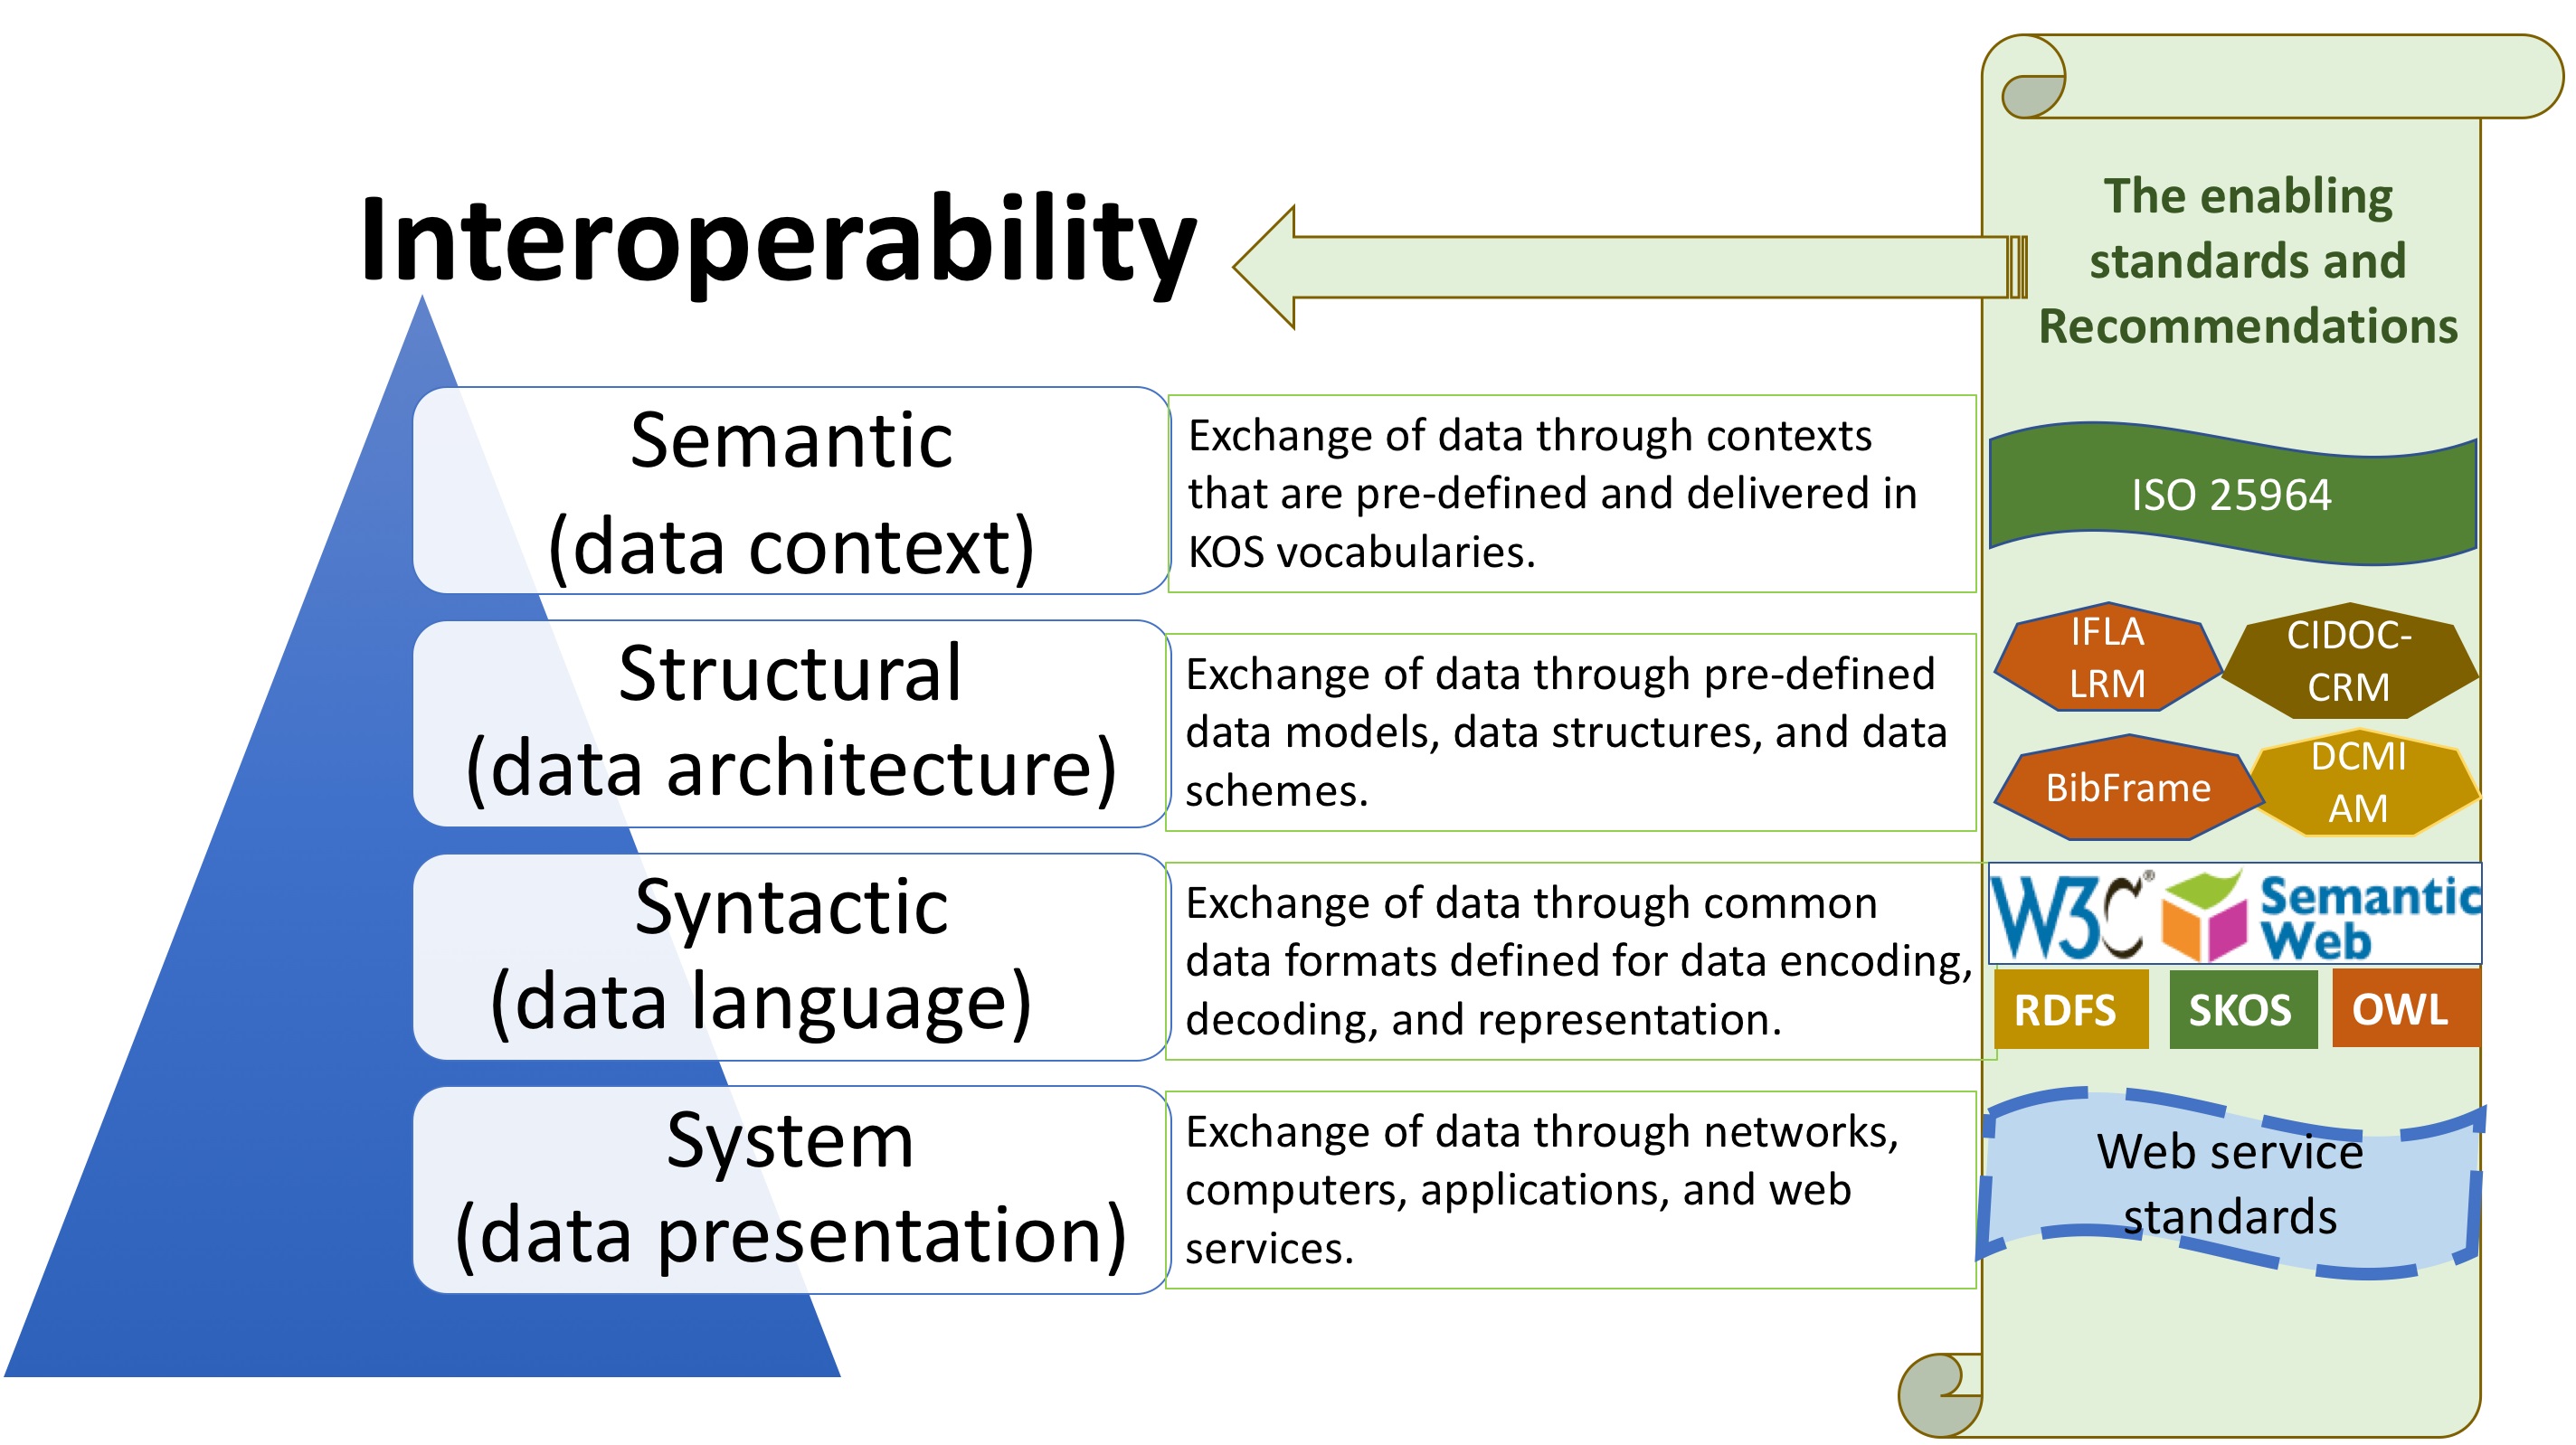 Interoperability
The enabling
standards and
Recommendations
Semantic
(data context)
Exchange of data through contexts
that are pre-defined and delivered in
KOS vocabularies.
ISO 25964
Structural
(data architecture)
Exchange of data through pre-defined
data models, data structures, and data
schemes.
IFLA
LRM
CIDOC-
CRM
BibFrame
DCMI
AM
Syntactic
(data language)
Exchange of data through common
data formats defined for data encoding,
decoding, and representation.
W3C®
Semantic
Web
RDFS
SKOS
OWL
System
(data presentation)
Exchange of data through networks,
computers, applications, and web
services.
Web service
standards